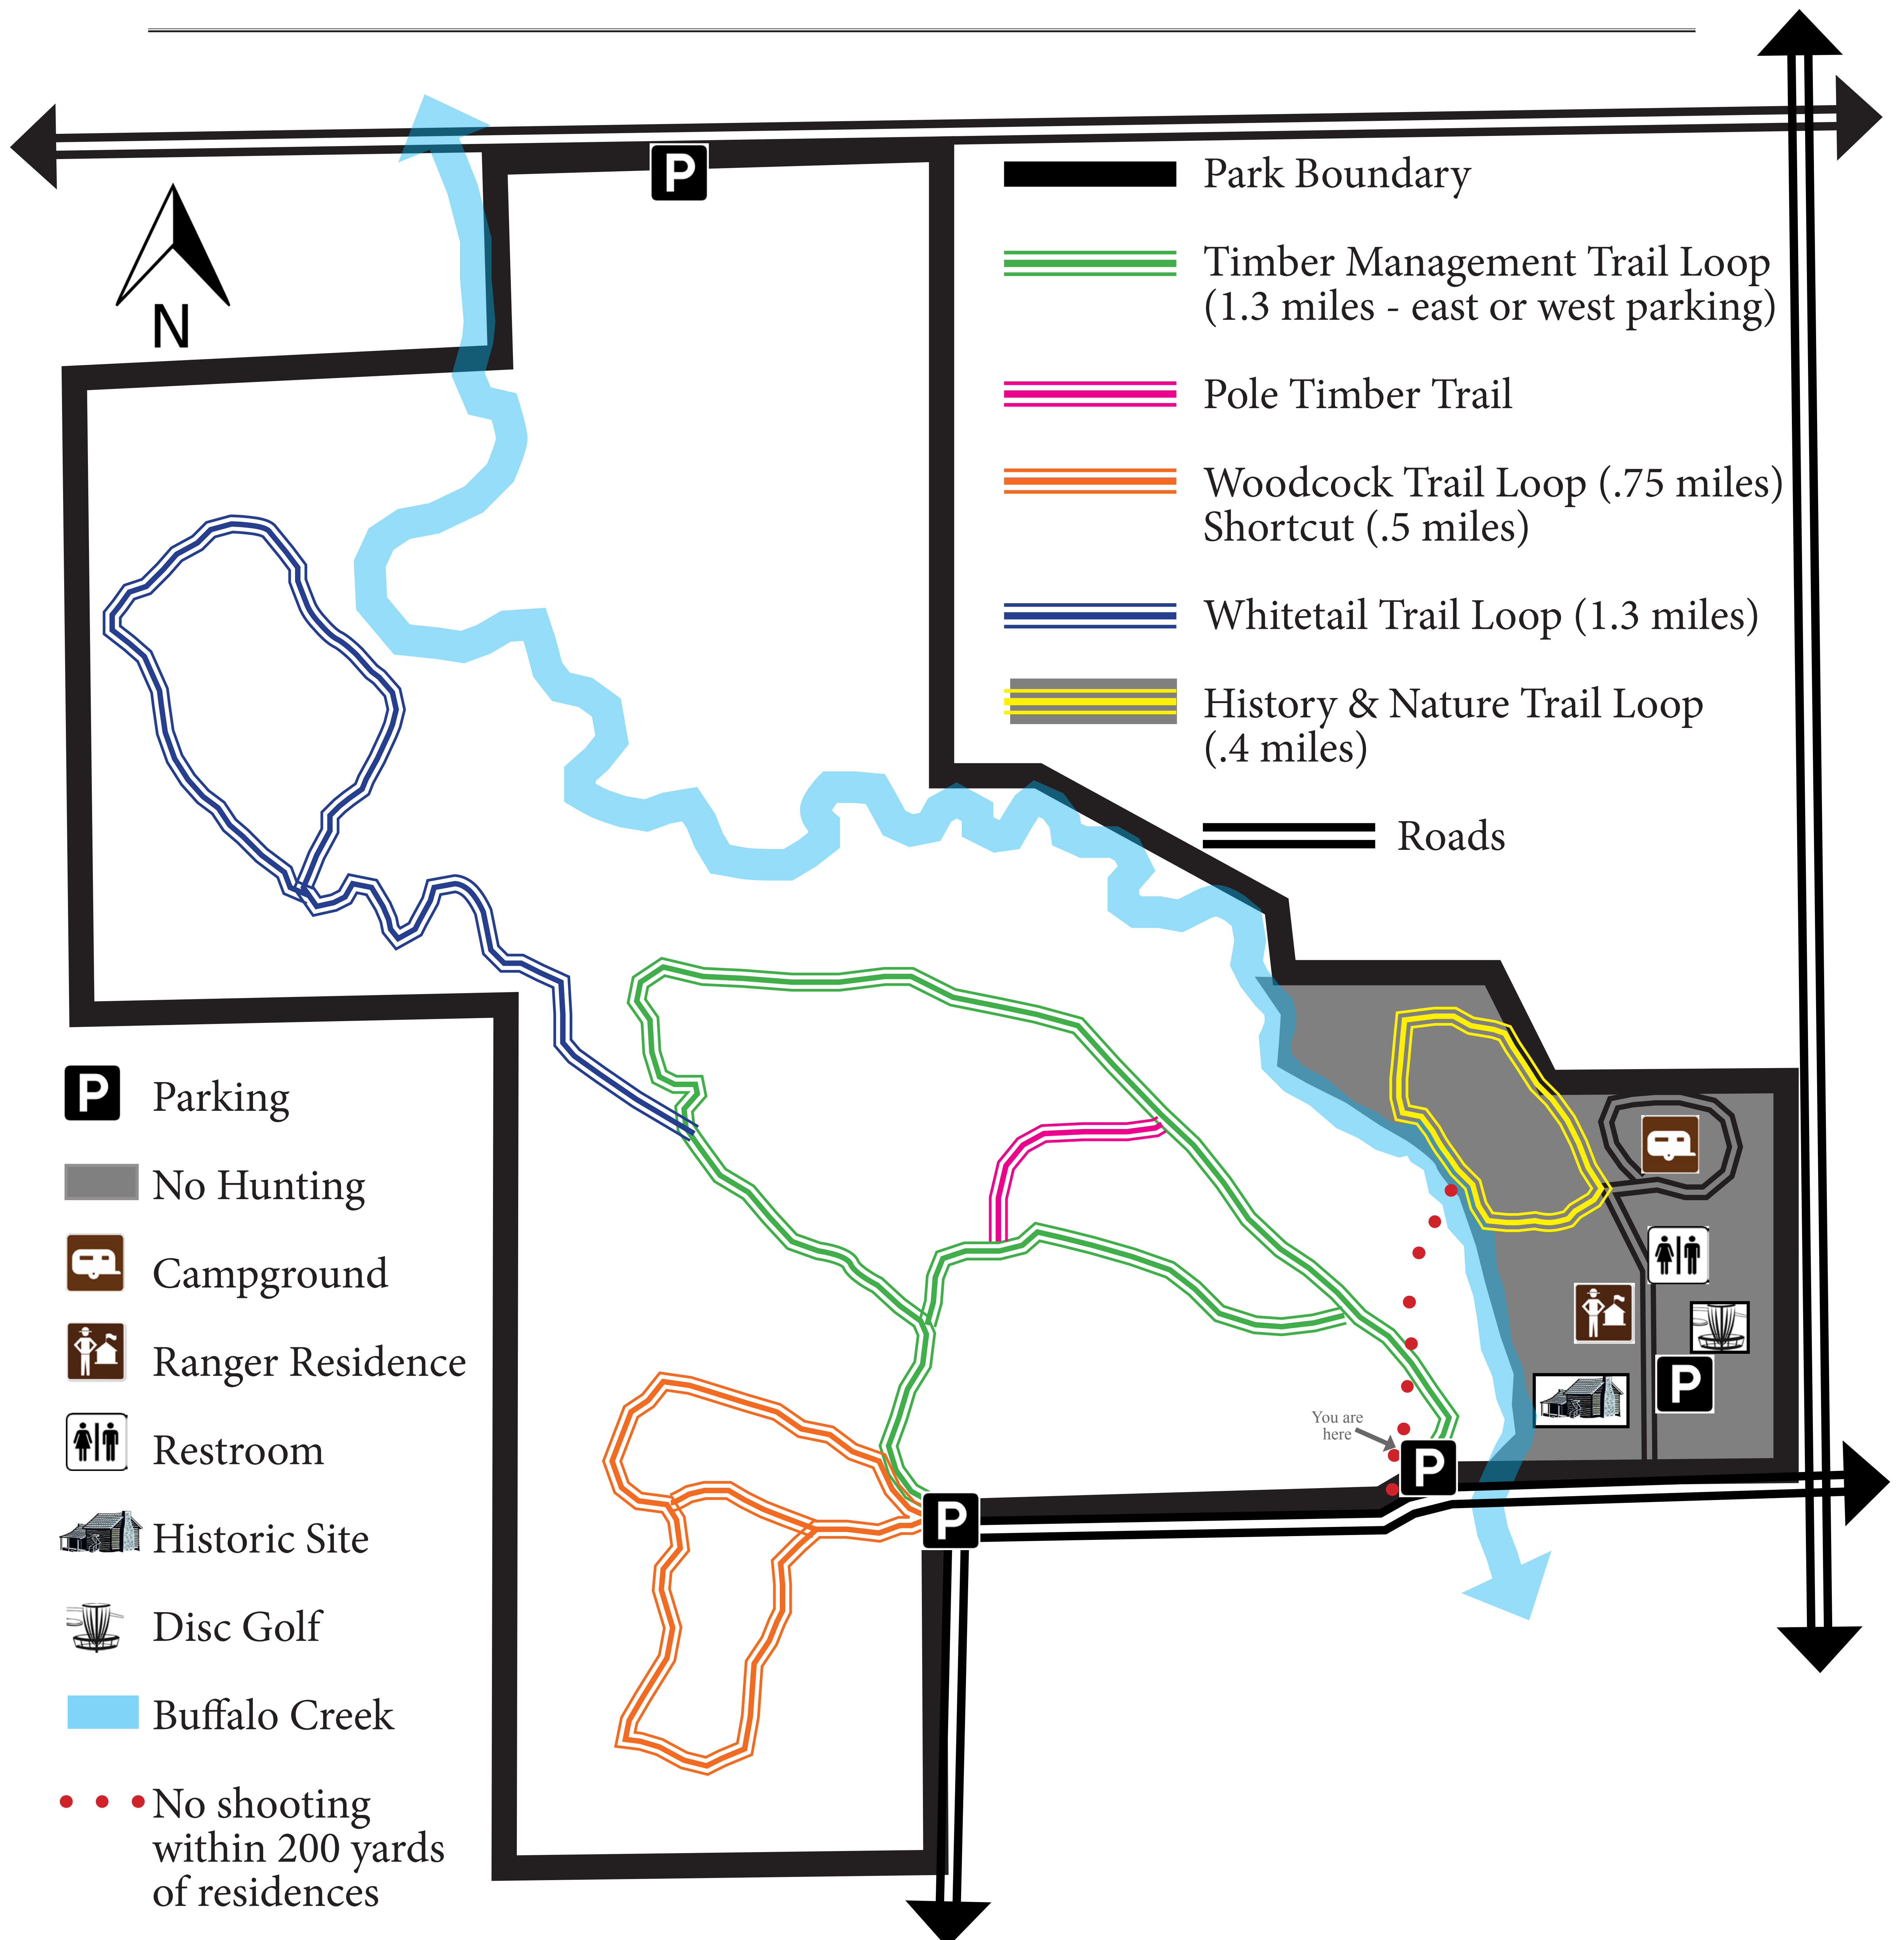 P
N
Park Boundary
Timber Management Trail Loop
(1.3 miles - east or west parking)
Pole Timber Trail
Woodcock Trail Loop (.75 miles)
Shortcut (.5 miles)
Whitetail Trail Loop (1.3 miles)
History & Nature Trail Loop
(.4 miles)
Roads
P Parking
No Hunting
Campground
Ranger Residence
Restroom
Historic Site
Disc Golf
Buffalo Creek
No shooting
within 200 yards
of residences
P
You are
here
P
P